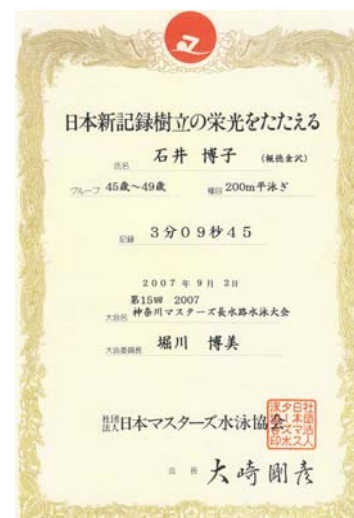 日本新記録樹立の栄光をたたえる
氏名 石井 博子 (報徳金沢)
グループ 45歳～49歳 種目 200m平泳ぎ
記録 3分09秒45
2007年9月2日
第15回 2007
大会名 神奈川マスターズ長水路水泳大会
大会委員長 堀川 博美
社団法人日本マスターズ水泳協会
会長 大崎剛彦